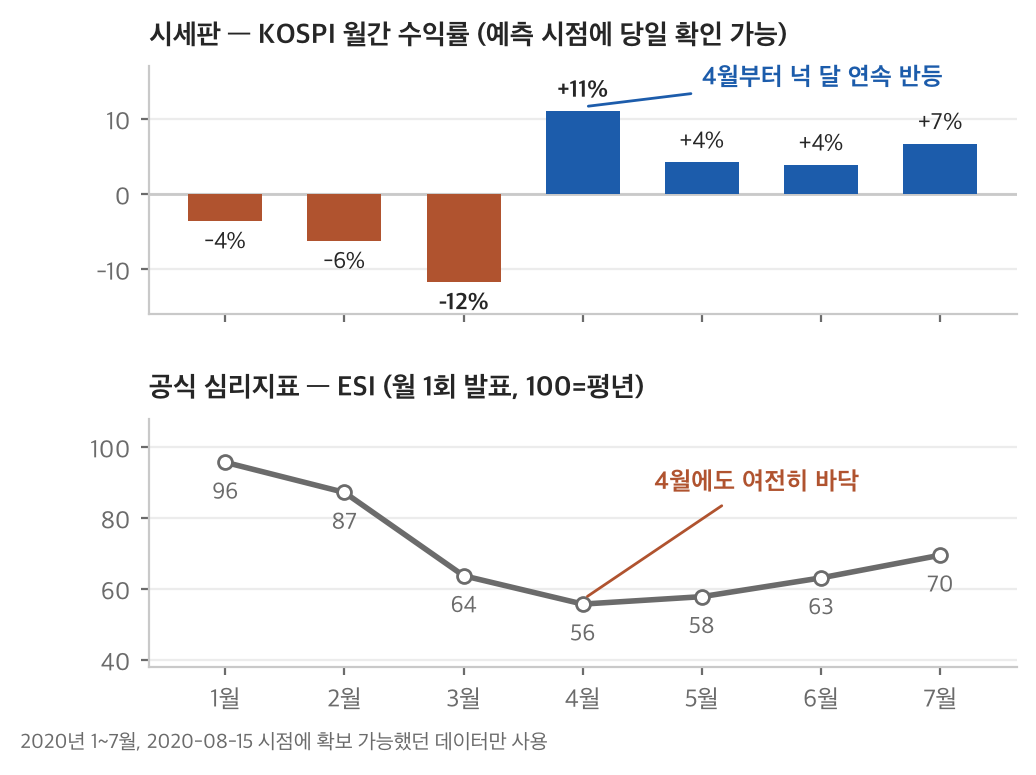 시세판 — KOSPI 월간 수익률 (예측 시점에 당일 확인 가능)
4월부터 넉 달 연속 반등
+11%
+4%
+4%
+7%
10
0
-10
-4%
-6%
-12%
공식 심리지표 — ESI (월 1회 발표, 100=평년)
4월에도 여전히 바닥
100
80
60
40
96
87
64
56
58
63
70
1월
2월
3월
4월
5월
6월
7월
2020년 1~7월, 2020-08-15 시점에 확보 가능했던 데이터만 사용